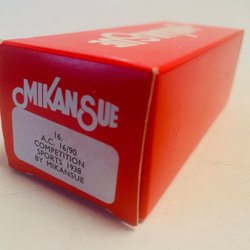 MIKANSUE
16.
A.C. 16/90
COMPETITION
SPORTS 1938
BY MIKANSUE